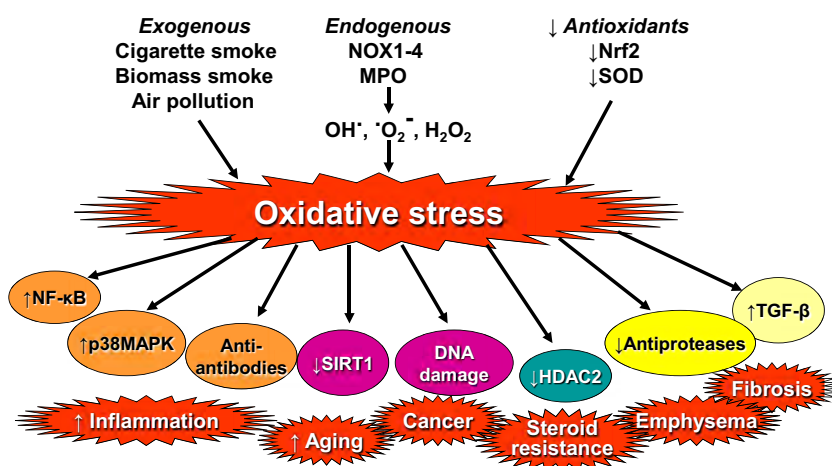 Exogenous
Cigarette smoke
Biomass smoke
Air pollution
Endogenous
NOX1-4
MPO
OH˙, ˙O₂⁻, H₂O₂
↓ Antioxidants
↓Nrf2
↓SOD
Oxidative stress
↑NF-κB
↑p38MAPK
Anti-
antibodies
↓SIRT1
DNA
damage
↓HDAC2
↓Antiproteases
↑TGF-β
↑ Inflammation
↑ Aging
Cancer
Steroid
resistance
Emphysema
Fibrosis